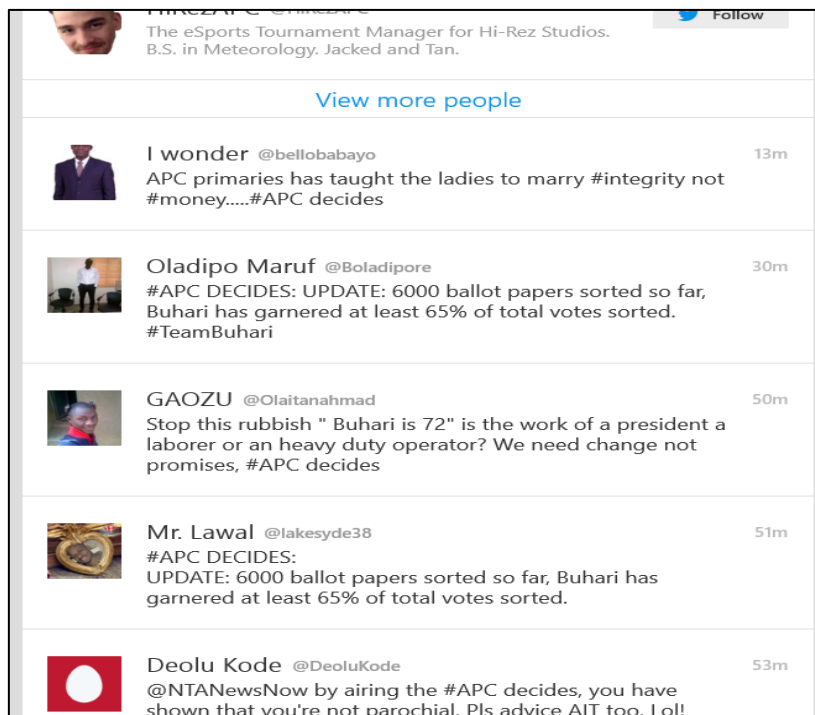 HiRezAPC @HiRezAPC
Follow
The eSports Tournament Manager for Hi-Rez Studios.
B.S. in Meteorology. Jacked and Tan.
View more people
I wonder @bellobabayo 13m
APC primaries has taught the ladies to marry #integrity not
#money.....#APC decides
Oladipo Maruf @Boladipore 30m
#APC DECIDES: UPDATE: 6000 ballot papers sorted so far,
Buhari has garnered at least 65% of total votes sorted.
#TeamBuhari
GAOZU @Olaitanahmad 50m
Stop this rubbish " Buhari is 72" is the work of a president a
laborer or an heavy duty operator? We need change not
promises, #APC decides
Mr. Lawal @lakesyde38 51m
#APC DECIDES:
UPDATE: 6000 ballot papers sorted so far, Buhari has
garnered at least 65% of total votes sorted.
Deolu Kode @DeoluKode 53m
@NTANewsNow by airing the #APC decides, you have
shown that you're not parochial. Pls advice AIT too. Lol!